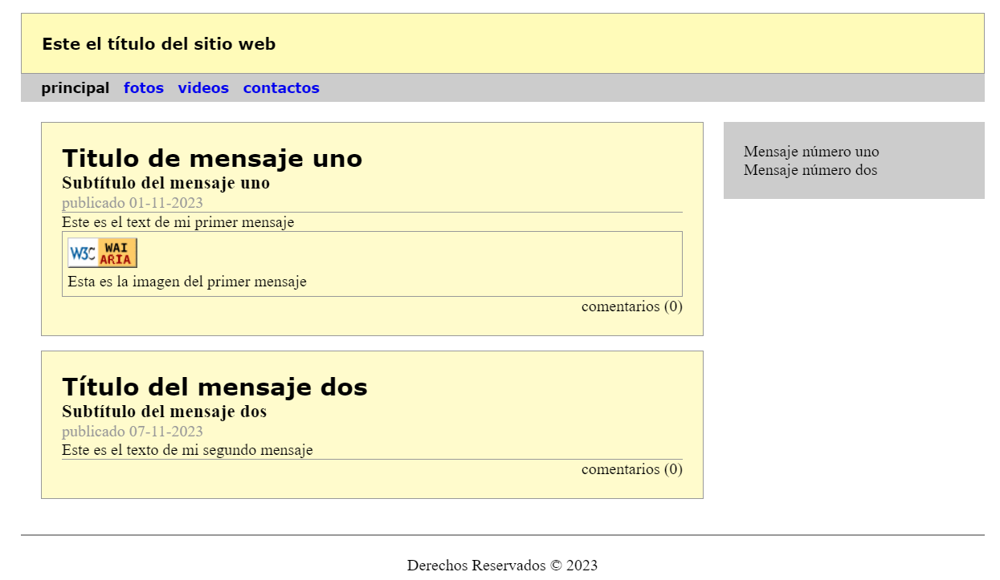 Este el título del sitio web
principal fotos videos contactos
Titulo de mensaje uno
Subtítulo del mensaje uno
publicado 01-11-2023
Este es el text de mi primer mensaje
W3C WAI ARIA
Esta es la imagen del primer mensaje
comentarios (0)
Título del mensaje dos
Subtítulo del mensaje dos
publicado 07-11-2023
Este es el texto de mi segundo mensaje
comentarios (0)
Mensaje número uno
Mensaje número dos
Derechos Reservados © 2023